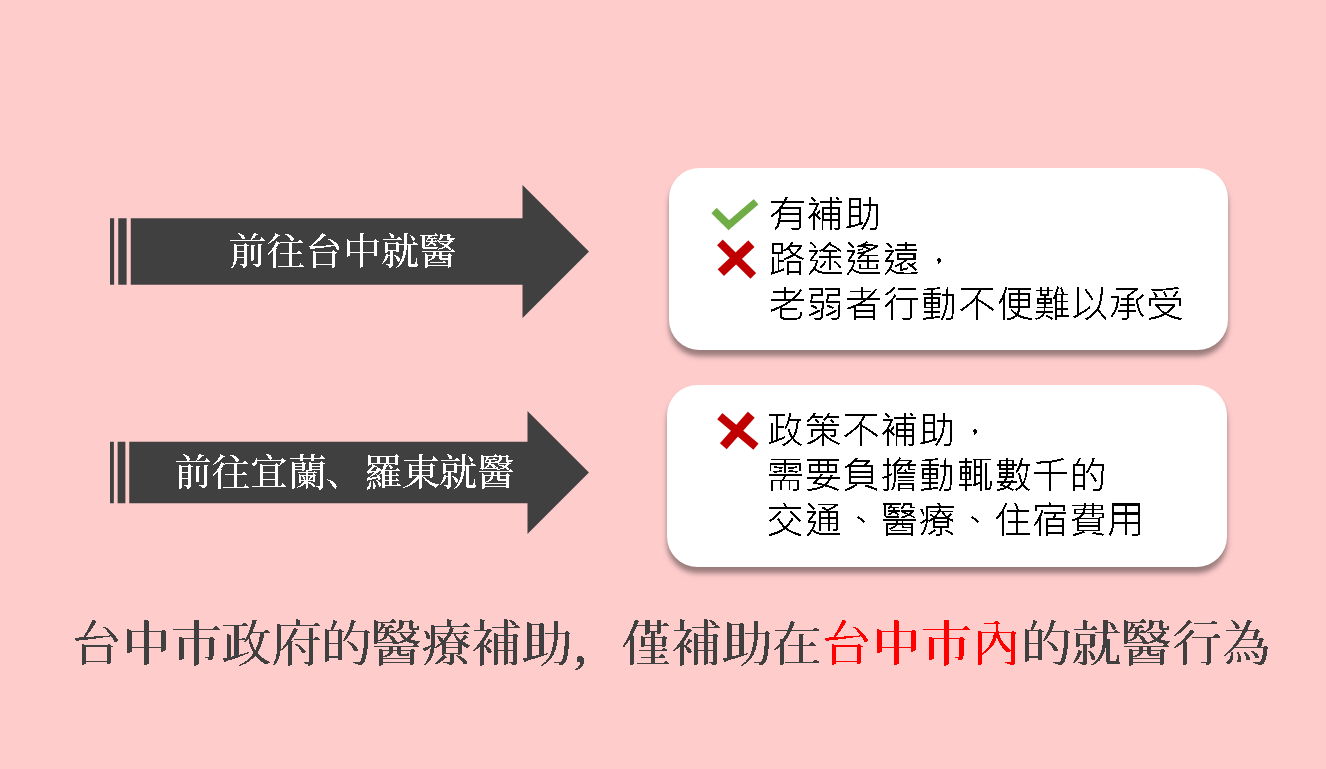 前往台中就醫
有補助
路途遙遠，
老弱者行動不便難以承受
前往宜蘭、羅東就醫
政策不補助，
需要負擔動輒數千的
交通、醫療、住宿費用
台中市政府的醫療補助，僅補助在台中市內的就醫行為